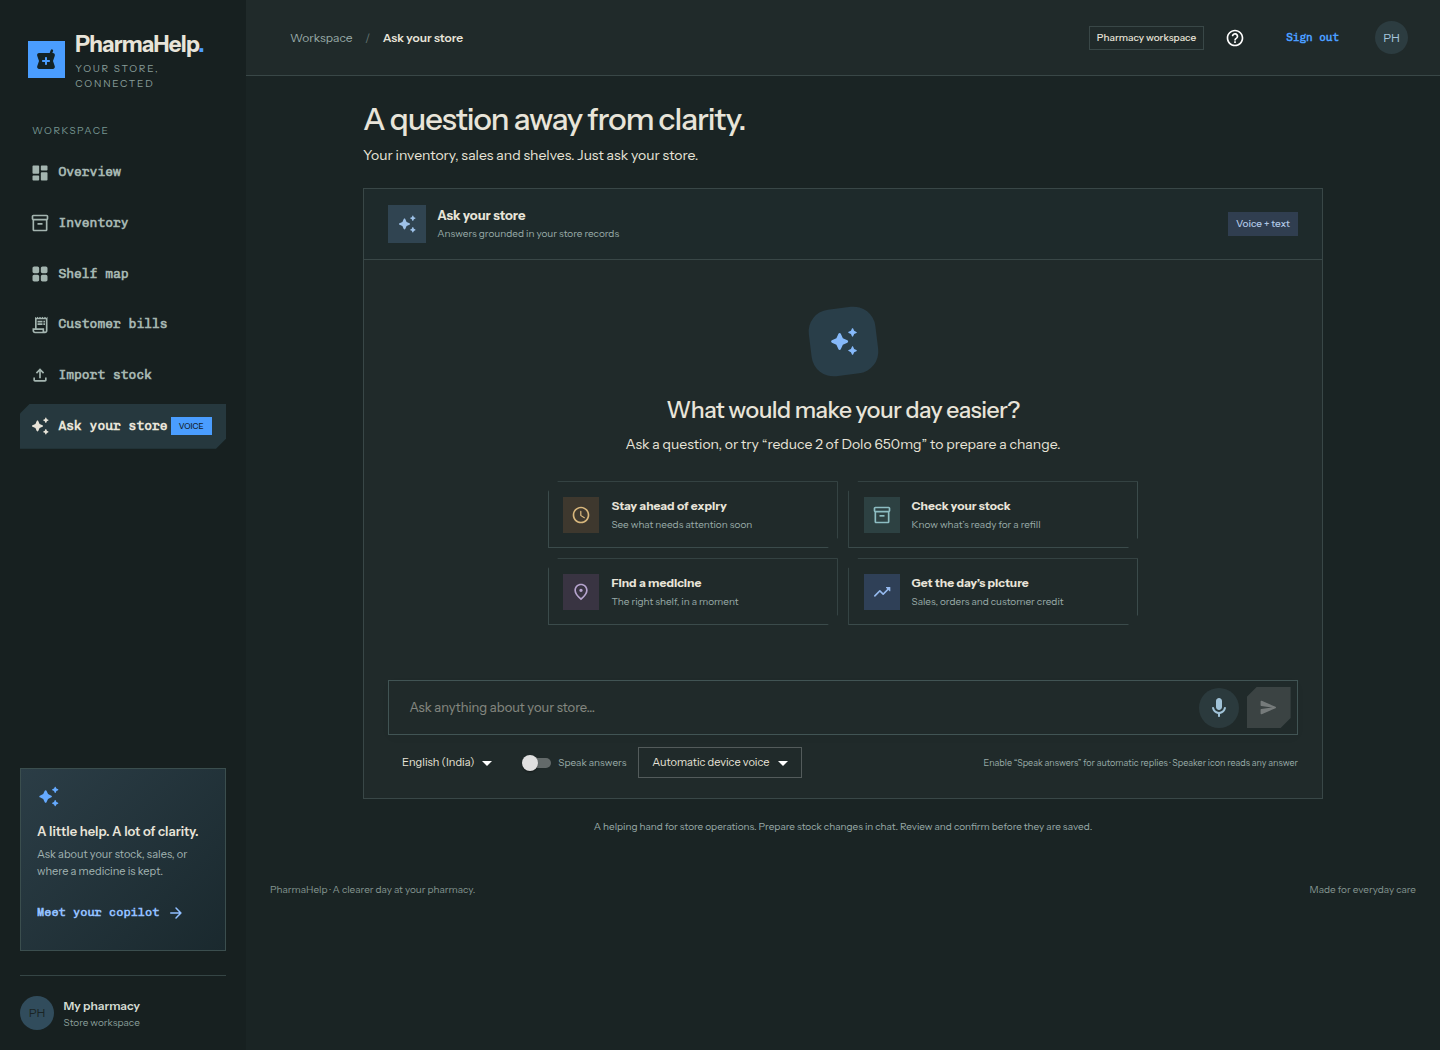 PharmaHelp.
YOUR STORE,
CONNECTED
WORKSPACE
Overview
Inventory
Shelf map
Customer bills
Import stock
Ask your store VOICE
A little help. A lot of clarity.
Ask about your stock, sales, or
where a medicine is kept.
Meet your copilot
PH
My pharmacy
Store workspace
Workspace / Ask your store
Pharmacy workspace
Sign out
PH
A question away from clarity.
Your inventory, sales and shelves. Just ask your store.
Ask your store
Answers grounded in your store records
Voice + text
What would make your day easier?
Ask a question, or try “reduce 2 of Dolo 650mg” to prepare a change.
Stay ahead of expiry
See what needs attention soon
Check your stock
Know what's ready for a refill
Find a medicine
The right shelf, in a moment
Get the day's picture
Sales, orders and customer credit
Ask anything about your store...
English (India)
Speak answers
Automatic device voice
Enable “Speak answers” for automatic replies · Speaker icon reads any answer
A helping hand for store operations. Prepare stock changes in chat. Review and confirm before they are saved.
PharmaHelp · A clearer day at your pharmacy.
Made for everyday care